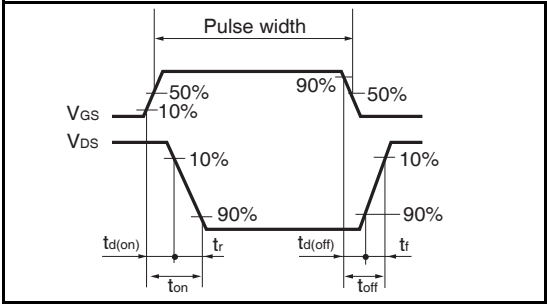 Pulse width
50%
10%
90%
50%
VGS
VDS
10%
90%
10%
90%
td(on)
tr
td(off)
tf
ton
toff